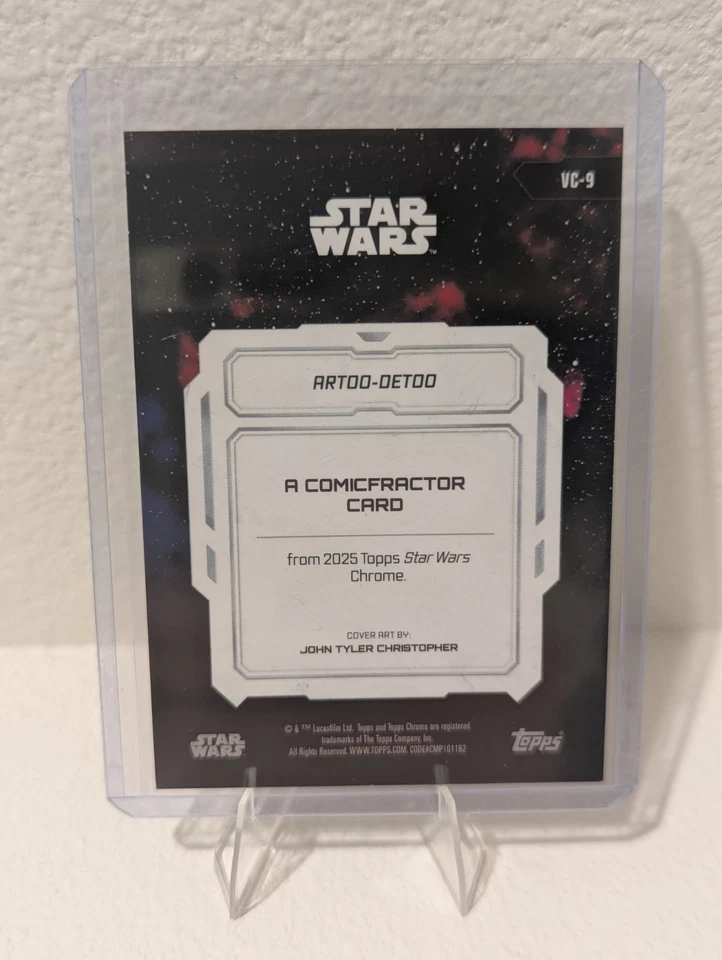 VC-9
STAR
WARS™
ARTOO-DETOO
A COMICFRACTOR
CARD
from 2025 Topps Star Wars
Chrome.
COVER ART BY:
JOHN TYLER CHRISTOPHER
© & ™ Lucasfilm Ltd. Topps and Topps Chrome are registered
trademarks of The Topps Company, Inc.
All Rights Reserved. WWW.TOPPS.COM. CODE#CMP101162
STAR
WARS
topps